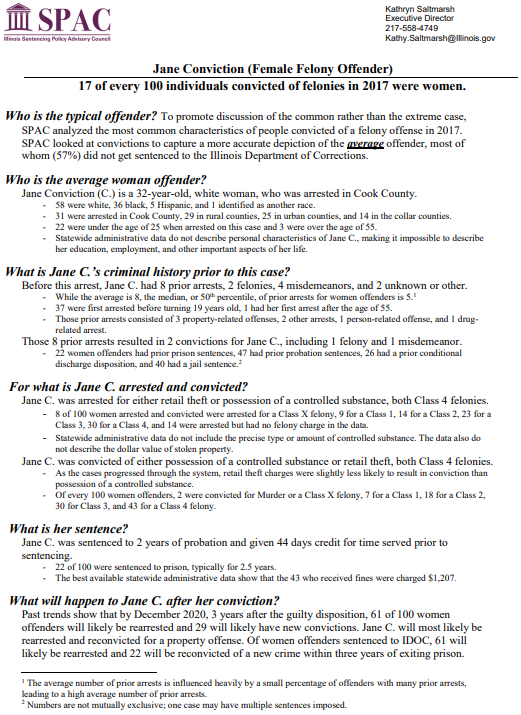 SPAC
Illinois Sentencing Policy Advisory Council
Kathryn Saltmarsh
Executive Director
217-558-4749
Kathy.Saltmarsh@Illinois.gov
Jane Conviction (Female Felony Offender)
17 of every 100 individuals convicted of felonies in 2017 were women.
Who is the typical offender? To promote discussion of the common rather than the extreme case,
SPAC analyzed the most common characteristics of people convicted of a felony offense in 2017.
SPAC looked at convictions to capture a more accurate depiction of the average offender, most of
whom (57%) did not get sentenced to the Illinois Department of Corrections.
Who is the average woman offender?
Jane Conviction (C.) is a 32-year-old, white woman, who was arrested in Cook County.
- 58 were white, 36 black, 5 Hispanic, and 1 identified as another race.
- 31 were arrested in Cook County, 29 in rural counties, 25 in urban counties, and 14 in the collar counties.
- 22 were under the age of 25 when arrested on this case and 3 were over the age of 55.
- Statewide administrative data do not describe personal characteristics of Jane C., making it impossible to describe
her education, employment, and other important aspects of her life.
What is Jane C.'s criminal history prior to this case?
Before this arrest, Jane C. had 8 prior arrests, 2 felonies, 4 misdemeanors, and 2 unknown or other.
- While the average is 8, the median, or 50th percentile, of prior arrests for women offenders is 5.1
- 37 were first arrested before turning 19 years old, 1 had her first arrest after the age of 55.
- Those prior arrests consisted of 3 property-related offenses, 2 other arrests, 1 person-related offense, and 1 drug-
related arrest.
Those 8 prior arrests resulted in 2 convictions for Jane C., including 1 felony and 1 misdemeanor.
- 22 women offenders had prior prison sentences, 47 had prior probation sentences, 26 had a prior conditional
discharge disposition, and 40 had a jail sentence.2
For what is Jane C. arrested and convicted?
Jane C. was arrested for either retail theft or possession of a controlled substance, both Class 4 felonies.
- 8 of 100 women arrested and convicted were arrested for a Class X felony, 9 for a Class 1, 14 for a Class 2, 23 for a
Class 3, 30 for a Class 4, and 14 were arrested but had no felony charge in the data.
- Statewide administrative data do not include the precise type or amount of controlled substance. The data also do
not describe the dollar value of stolen property.
Jane C. was convicted of either possession of a controlled substance or retail theft, both Class 4 felonies.
- As the cases progressed through the system, retail theft charges were slightly less likely to result in conviction than
possession of a controlled substance.
- Of every 100 women offenders, 2 were convicted for Murder or a Class X felony, 7 for a Class 1, 18 for a Class 2,
30 for Class 3, and 43 for a Class 4 felony.
What is her sentence?
Jane C. was sentenced to 2 years of probation and given 44 days credit for time served prior to
sentencing.
- 22 of 100 were sentenced to prison, typically for 2.5 years.
- The best available statewide administrative data show that the 43 who received fines were charged $1,207.
What will happen to Jane C. after her conviction?
Past trends show that by December 2020, 3 years after the guilty disposition, 61 of 100 women
offenders will likely be rearrested and 29 will likely have new convictions. Jane C. will most likely be
rearrested and reconvicted for a property offense. Of women offenders sentenced to IDOC, 61 will
likely be rearrested and 22 will be reconvicted of a new crime within three years of exiting prison.
1 The average number of prior arrests is influenced heavily by a small percentage of offenders with many prior arrests,
leading to a high average number of prior arrests.
2 Numbers are not mutually exclusive; one case may have multiple sentences imposed.